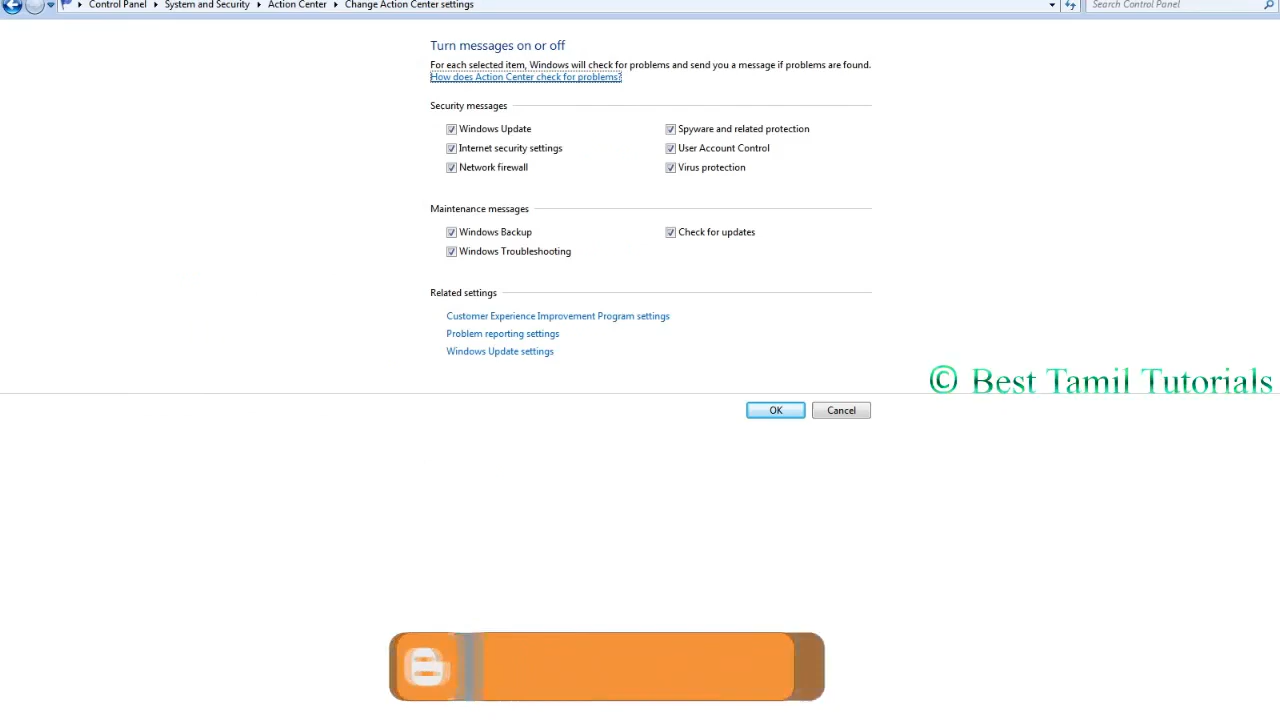 Control Panel System and Security Action Center Change Action Center settings Search Control Panel
Turn messages on or off
For each selected item, Windows will check for problems and send you a message if problems are found.
How does Action Center check for problems?
Security messages
Windows Update Spyware and related protection
Internet security settings User Account Control
Network firewall Virus protection
Maintenance messages
Windows Backup Check for updates
Windows Troubleshooting
Related settings
Customer Experience Improvement Program settings
Problem reporting settings
Windows Update settings
© Best Tamil Tutorials
OK Cancel